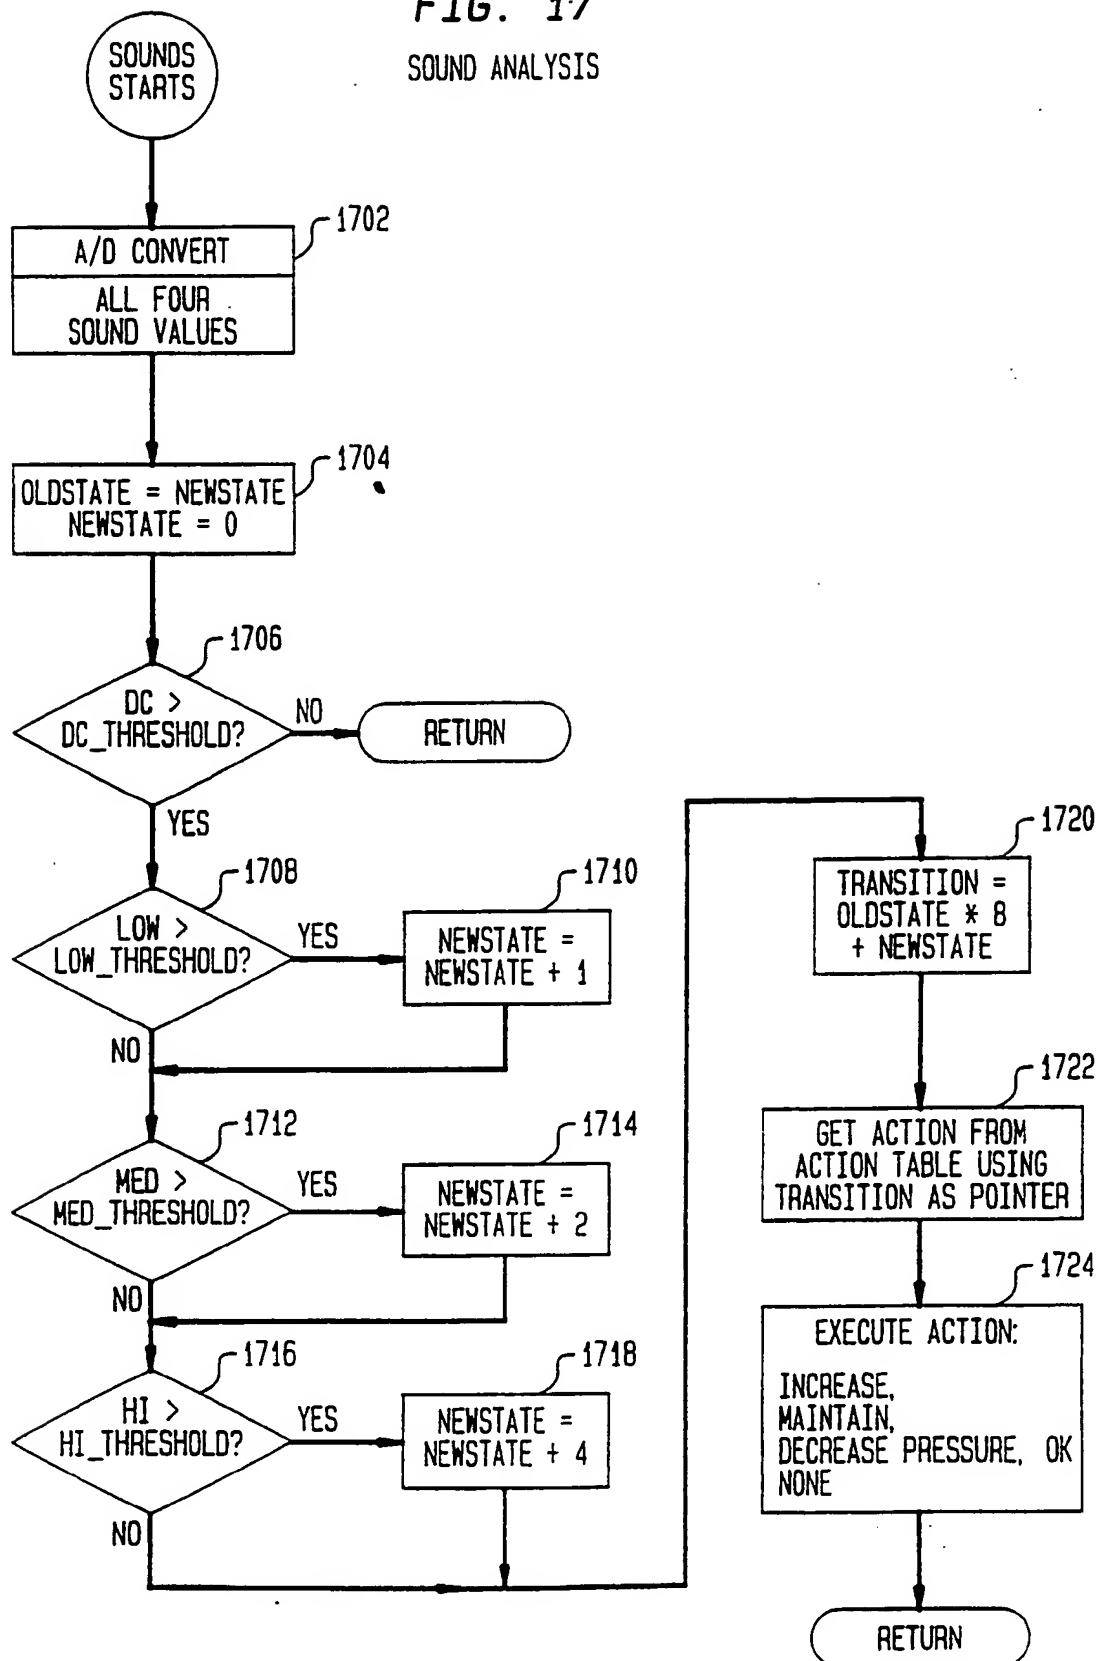 FIG. 17
SOUND ANALYSIS
SOUNDS
STARTS
1702
A/D CONVERT
ALL FOUR
SOUND VALUES
1704
OLDSTATE = NEWSTATE
NEWSTATE = 0
1706
DC >
DC_THRESHOLD?
NO
RETURN
YES
1708
LOW >
LOW_THRESHOLD?
YES
1710
NEWSTATE =
NEWSTATE + 1
NO
1712
MED >
MED_THRESHOLD?
YES
1714
NEWSTATE =
NEWSTATE + 2
NO
1716
HI >
HI_THRESHOLD?
YES
1718
NEWSTATE =
NEWSTATE + 4
NO
1720
TRANSITION =
OLDSTATE * 8
+ NEWSTATE
1722
GET ACTION FROM
ACTION TABLE USING
TRANSITION AS POINTER
1724
EXECUTE ACTION:
INCREASE,
MAINTAIN,
DECREASE PRESSURE, OK
NONE
RETURN